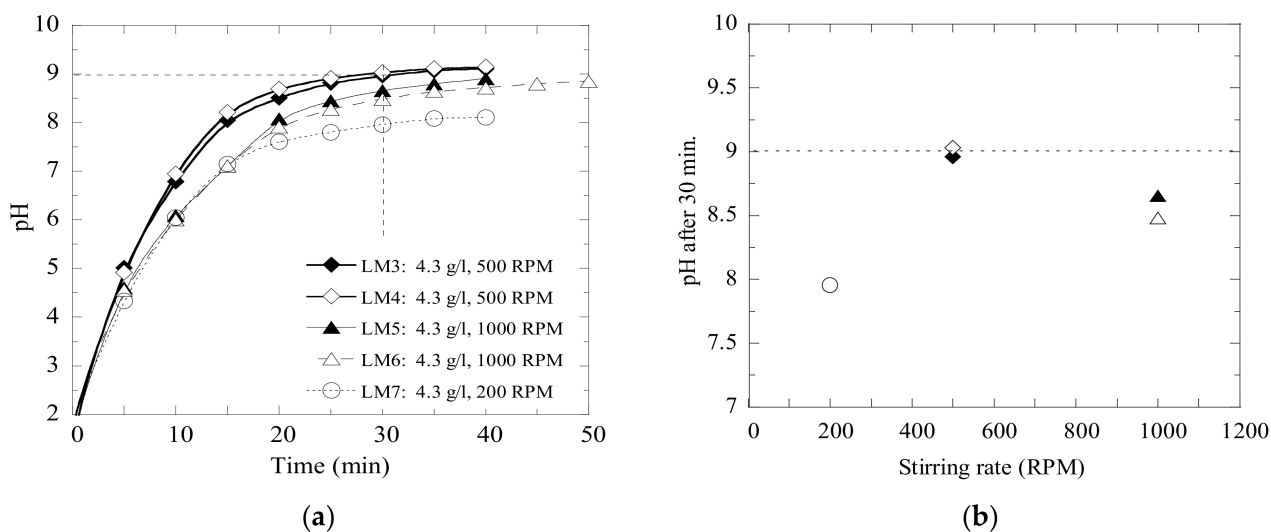 10
9
8
7
6
5
4
3
2
pH
0
10
20
30
40
50
Time (min)
LM3: 4.3 g/l, 500 RPM
LM4: 4.3 g/l, 500 RPM
LM5: 4.3 g/l, 1000 RPM
LM6: 4.3 g/l, 1000 RPM
LM7: 4.3 g/l, 200 RPM
(a)
10
9.5
9
8.5
8
7.5
7
pH after 30 min.
0
200
400
600
800
1000
1200
Stirring rate (RPM)
(b)